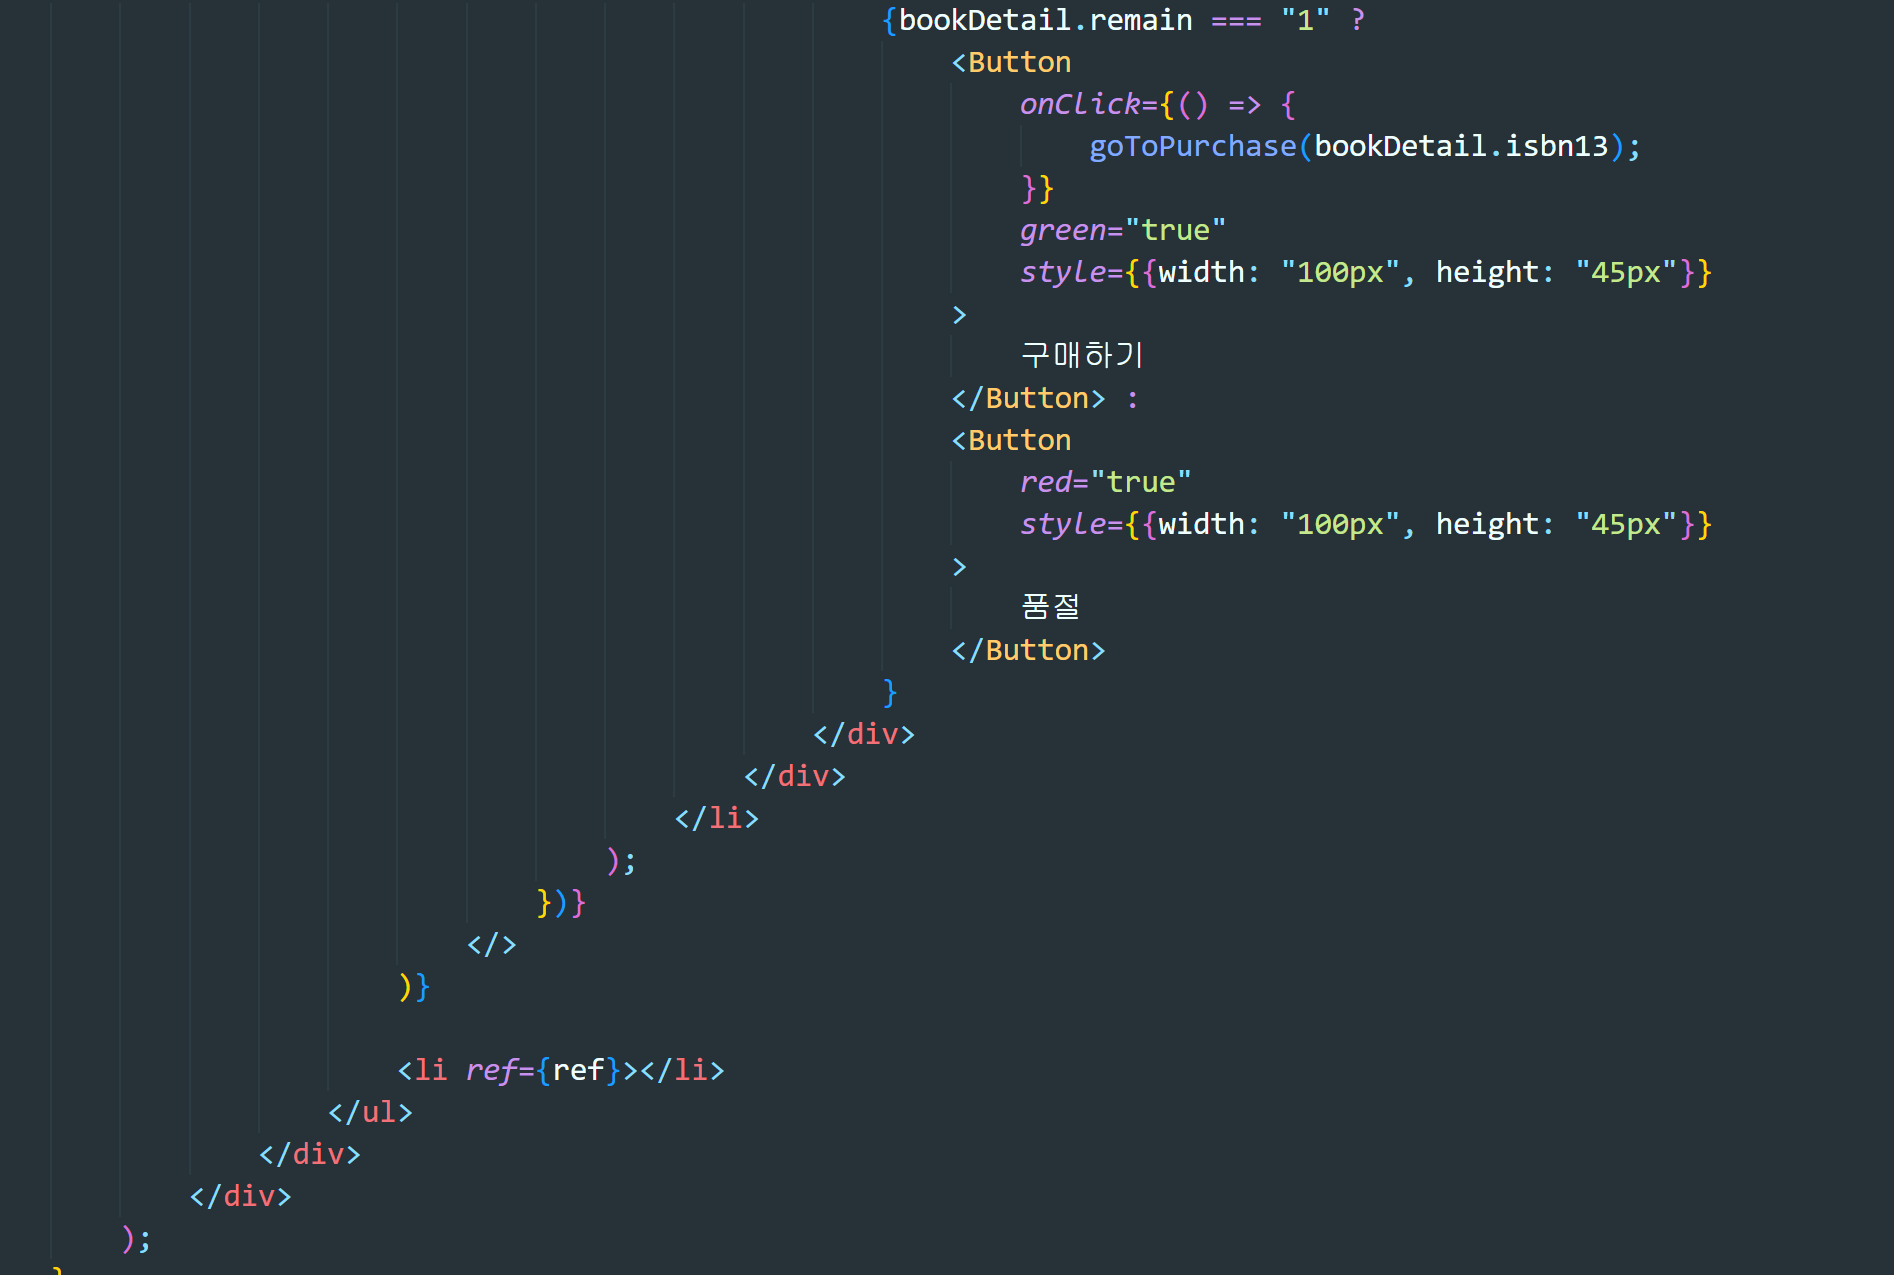 {bookDetail.remain === "1" ?
<Button
onClick={() => {
goToPurchase(bookDetail.isbn13);
}}
green="true"
style={{width: "100px", height: "45px"}}
>
구매하기
</Button> :
<Button
red="true"
style={{width: "100px", height: "45px"}}
>
품절
</Button>
}
</div>
</div>
</li>
);
})}
</>
)}
<li ref={ref}></li>
</ul>
</div>
</div>
);
}